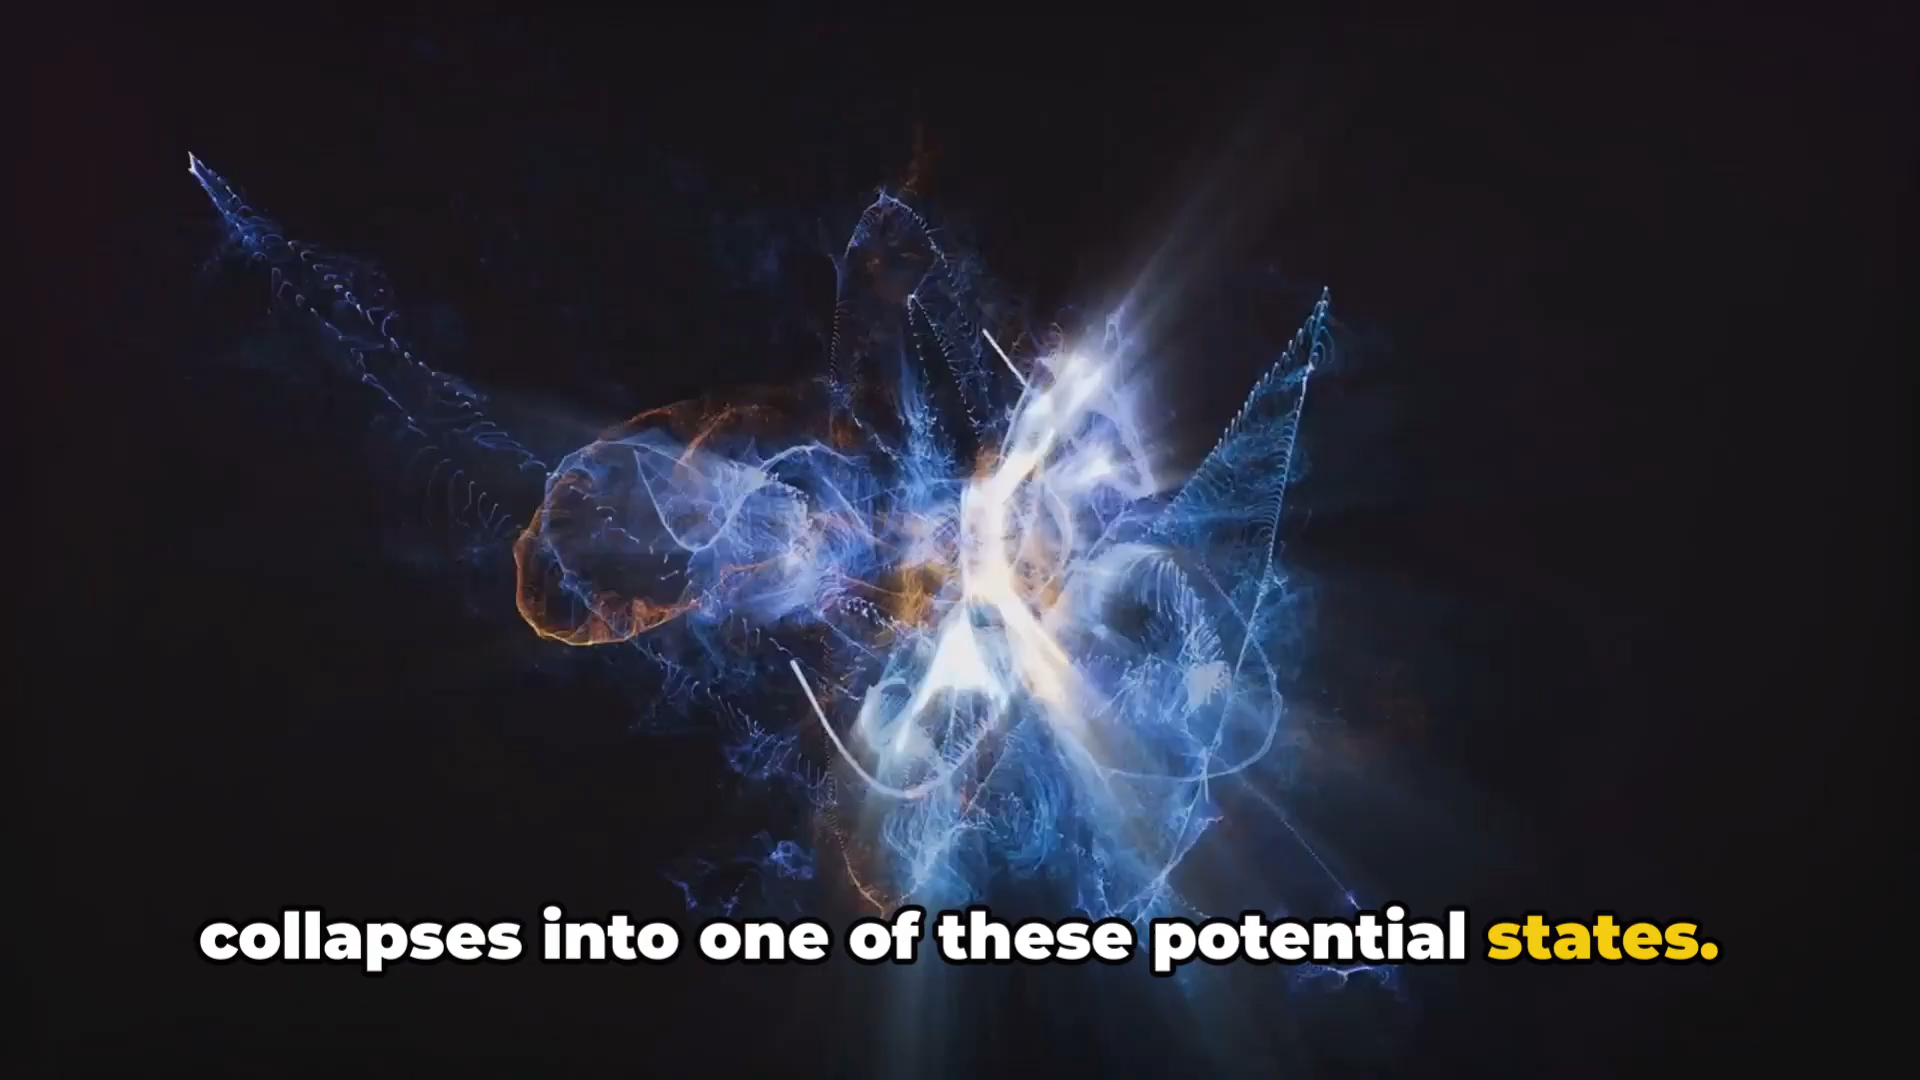 collapses into one of these potential states.